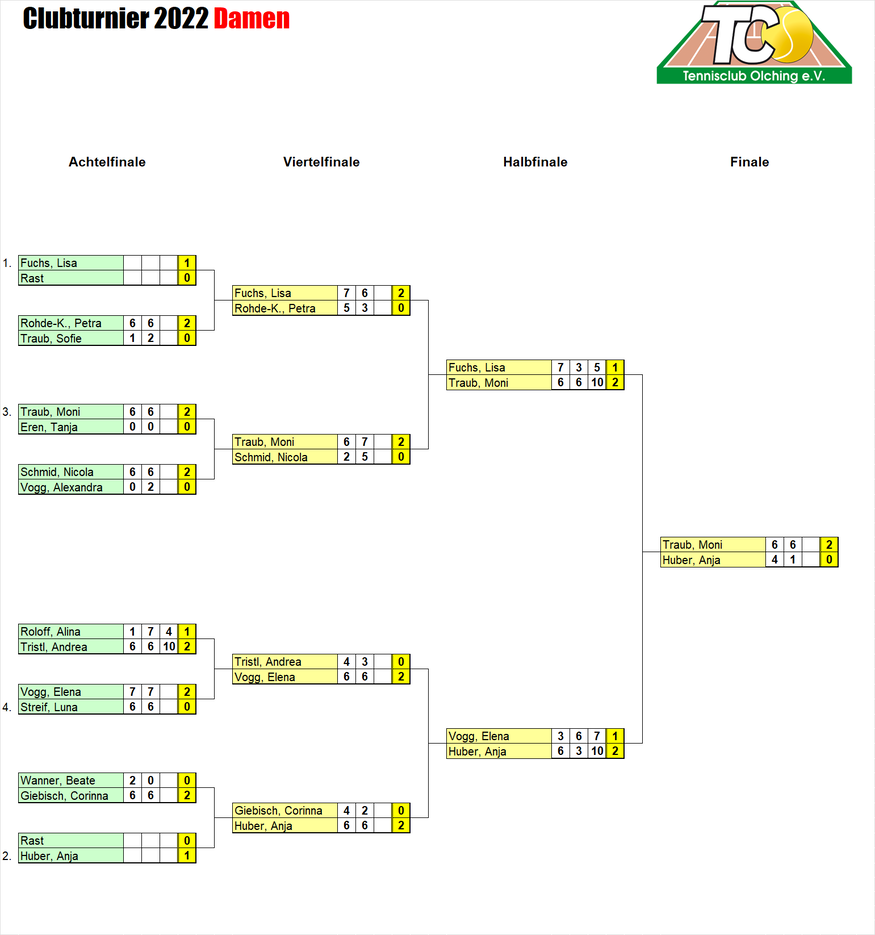 Clubturnier 2022 Damen
TCO
Tennisclub Olching e.V.
Achtelfinale Viertelfinale Halbfinale Finale
1. Fuchs, Lisa 1
Rast 0
Rohde-K., Petra 6 6 2
Traub, Sofie 1 2 0
3. Traub, Moni 6 6 2
Eren, Tanja 0 0 0
Schmid, Nicola 6 6 2
Vogg, Alexandra 0 2 0
Roloff, Alina 1 7 4 1
Tristl, Andrea 6 6 10 2
Vogg, Elena 7 7 2
4. Streif, Luna 6 6 0
Wanner, Beate 2 0 0
Giebisch, Corinna 6 6 2
Rast 0
2. Huber, Anja 1
Fuchs, Lisa 7 6 2
Rohde-K., Petra 5 3 0
Traub, Moni 6 7 2
Schmid, Nicola 2 5 0
Tristl, Andrea 4 3 0
Vogg, Elena 6 6 2
Giebisch, Corinna 4 2 0
Huber, Anja 6 6 2
Fuchs, Lisa 7 3 5 1
Traub, Moni 6 6 10 2
Vogg, Elena 3 6 7 1
Huber, Anja 6 3 10 2
Traub, Moni 6 6 2
Huber, Anja 4 1 0